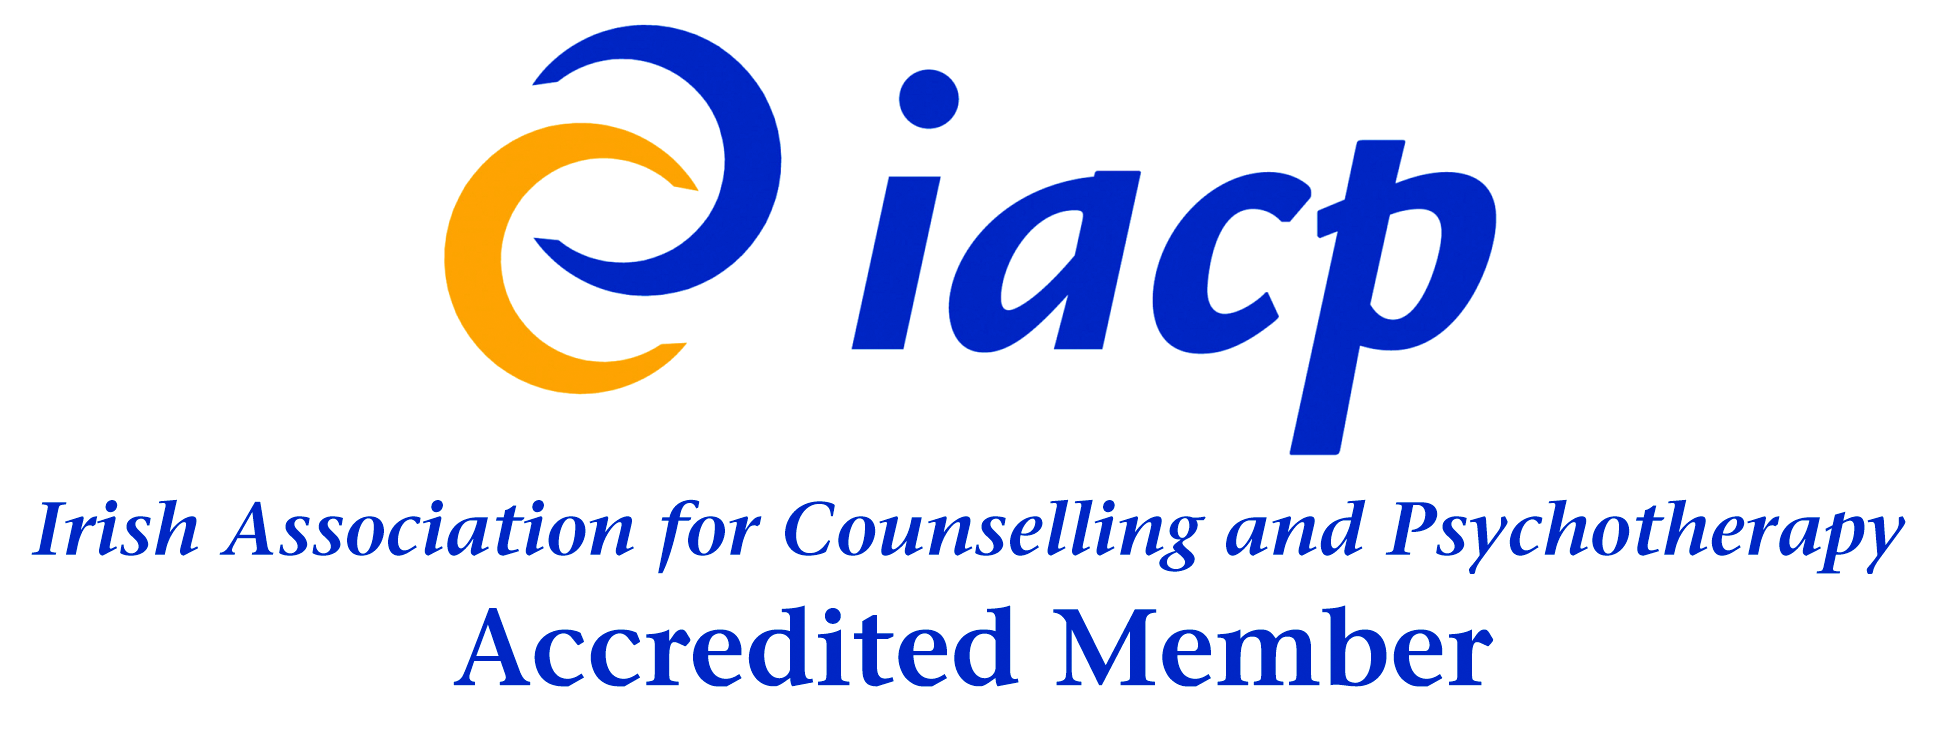 iacp
Irish Association for Counselling and Psychotherapy
Accredited Member